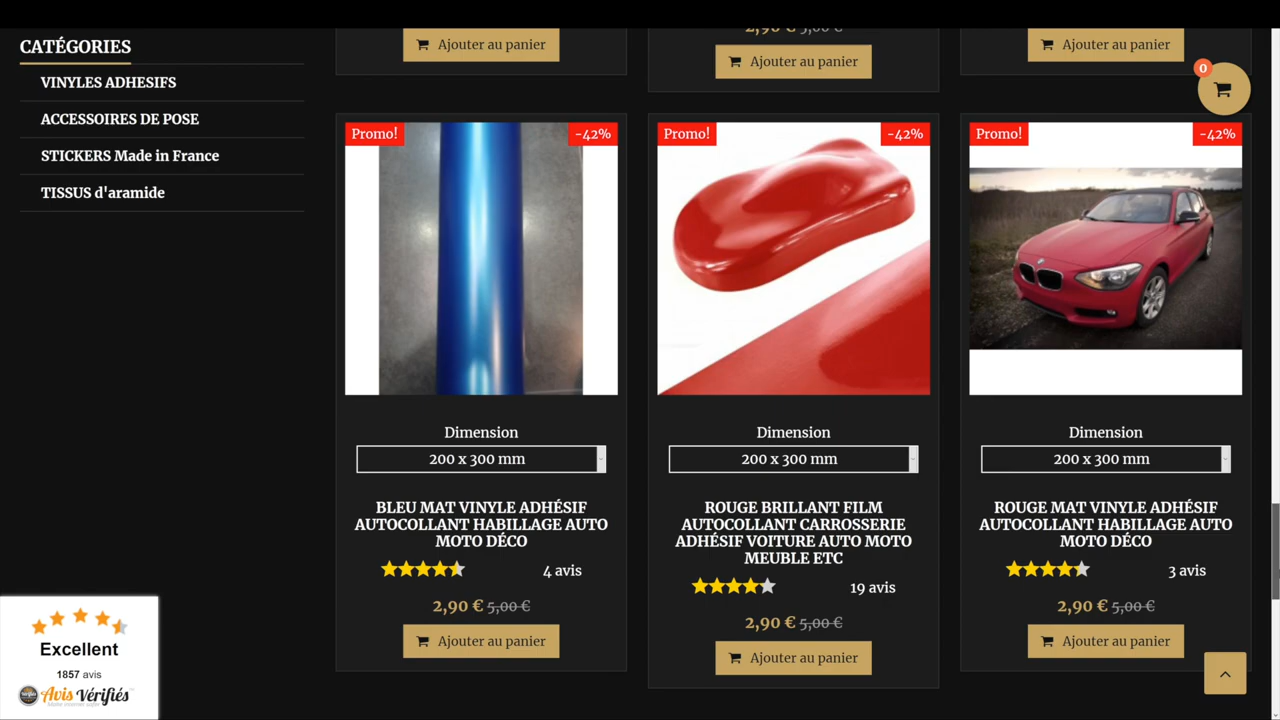 CATÉGORIES
VINYLES ADHESIFS
ACCESSOIRES DE POSE
STICKERS Made in France
TISSUS d'aramide
Ajouter au panier
2,90 € 5,00 €
Ajouter au panier
Ajouter au panier
0
Promo!
-42%
Dimension
200 x 300 mm
BLEU MAT VINYLE ADHÉSIF
AUTOCOLLANT HABILLAGE AUTO
MOTO DÉCO
4 avis
2,90 € 5,00 €
Ajouter au panier
Promo!
-42%
Dimension
200 x 300 mm
ROUGE BRILLANT FILM
AUTOCOLLANT CARROSSERIE
ADHÉSIF VOITURE AUTO MOTO
MEUBLE ETC
19 avis
2,90 € 5,00 €
Ajouter au panier
Promo!
-42%
Dimension
200 x 300 mm
ROUGE MAT VINYLE ADHÉSIF
AUTOCOLLANT HABILLAGE AUTO
MOTO DÉCO
3 avis
2,90 € 5,00 €
Ajouter au panier
Excellent
1857 avis
Avis Vérifiés